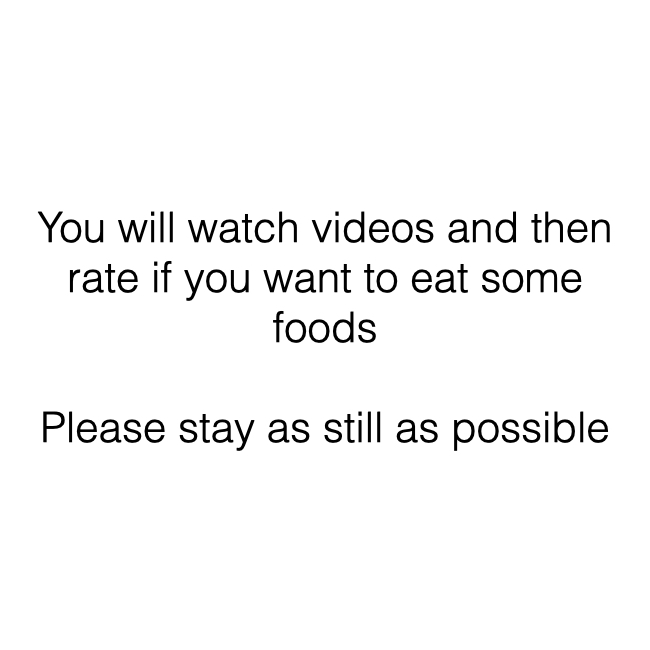 You will watch videos and then
rate if you want to eat some
foods
Please stay as still as possible